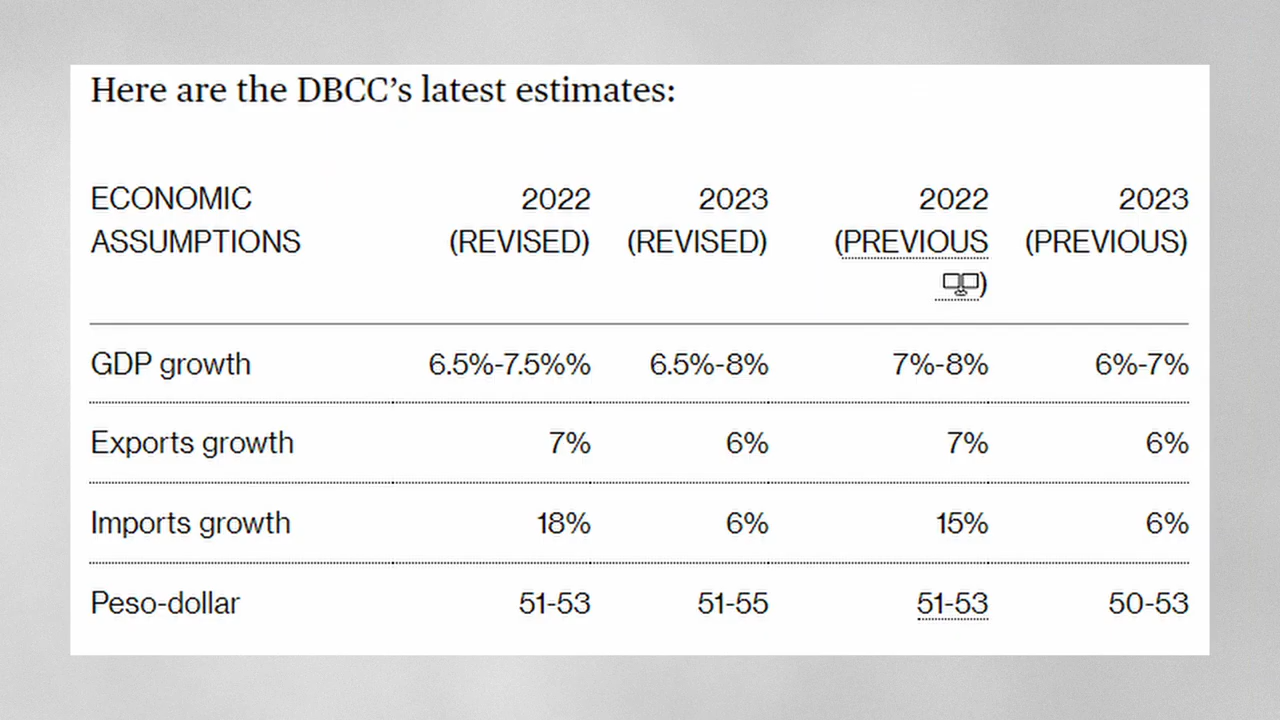 Here are the DBCC’s latest estimates:
ECONOMIC 2022 2023 2022 2023
ASSUMPTIONS (REVISED) (REVISED) (PREVIOUS (PREVIOUS)
)
GDP growth 6.5%-7.5%% 6.5%-8% 7%-8% 6%-7%
Exports growth 7% 6% 7% 6%
Imports growth 18% 6% 15% 6%
Peso-dollar 51-53 51-55 51-53 50-53